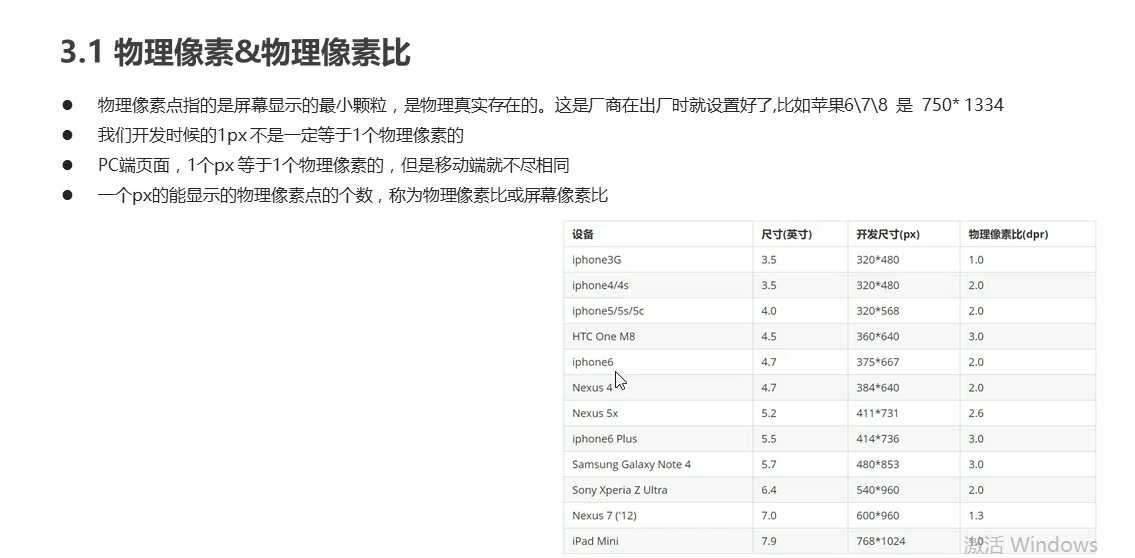 3.1 物理像素&物理像素比
● 物理像素点指的是屏幕显示的最小颗粒，是物理真实存在的。这是厂商在出厂时就设置好了,比如苹果6\7\8 是 750* 1334
● 我们开发时候的1px 不是一定等于1个物理像素的
● PC端页面，1个px 等于1个物理像素的，但是移动端就不尽相同
● 一个px的能显示的物理像素点的个数，称为物理像素比或屏幕像素比
设备 尺寸(英寸) 开发尺寸(px) 物理像素比(dpr)
iphone3G 3.5 320*480 1.0
iphone4/4s 3.5 320*480 2.0
iphone5/5s/5c 4.0 320*568 2.0
HTC One M8 4.5 360*640 3.0
iphone6 4.7 375*667 2.0
Nexus 4 4.7 384*640 2.0
Nexus 5x 5.2 411*731 2.6
iphone6 Plus 5.5 414*736 3.0
Samsung Galaxy Note 4 5.7 480*853 3.0
Sony Xperia Z Ultra 6.4 540*960 2.0
Nexus 7 ('12) 7.0 600*960 1.3
iPad Mini 7.9 768*1024 1.0
激活 Windows